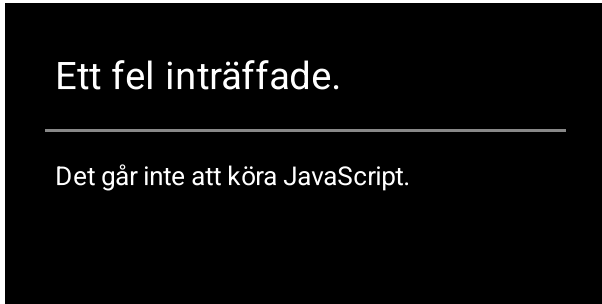 Ett fel inträffade.
Det går inte att köra JavaScript.